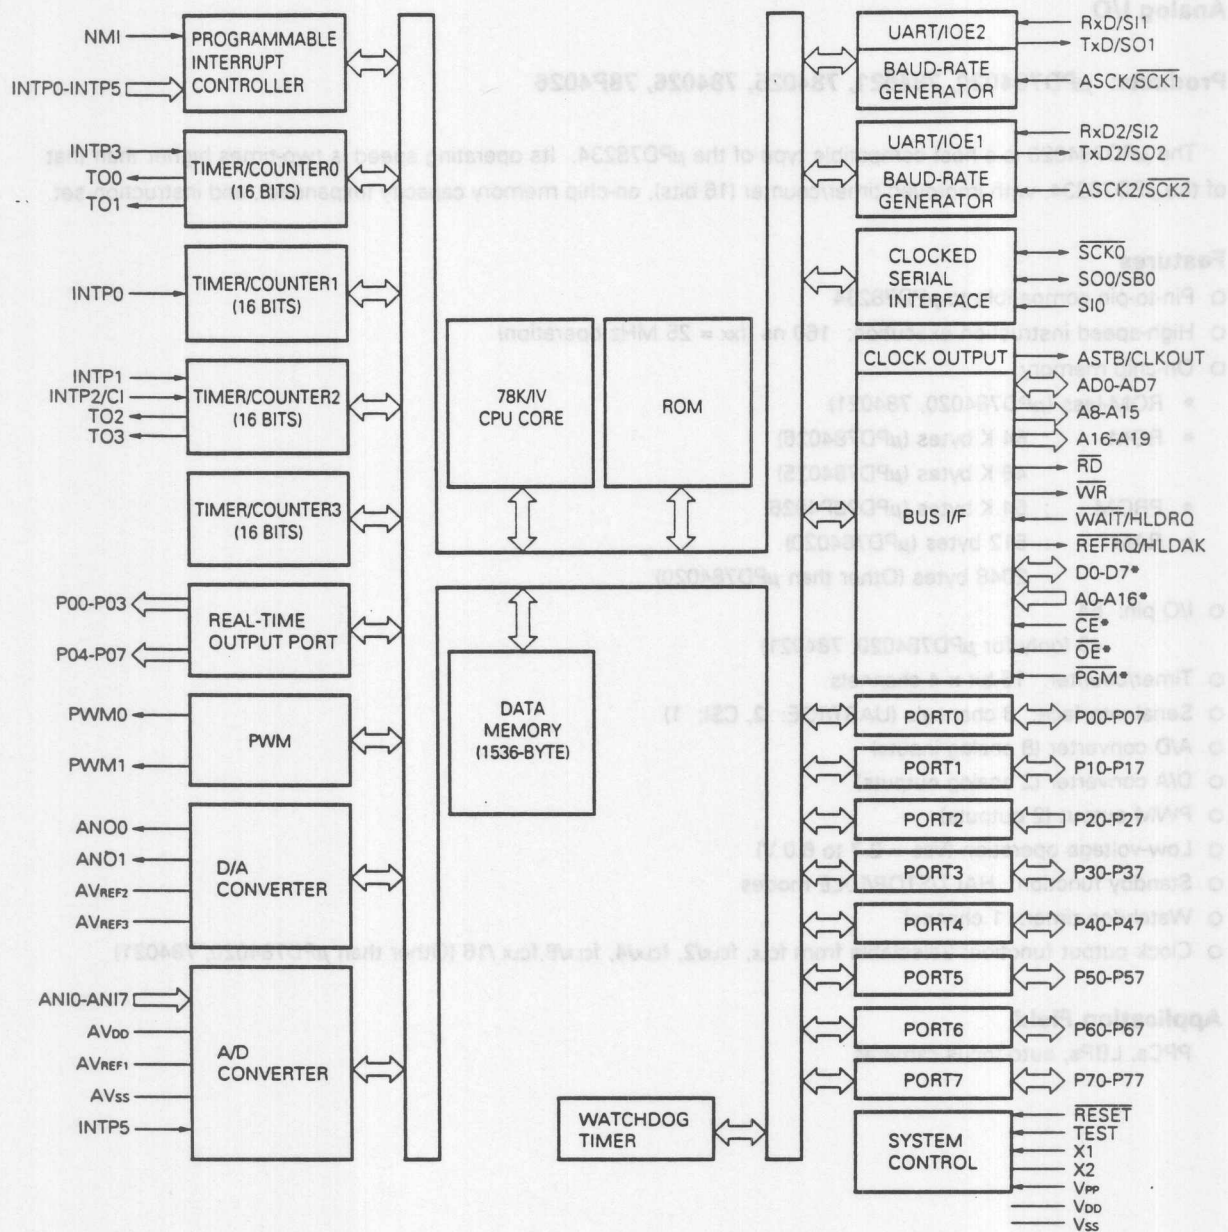 NMI
INTP0-INTP5
PROGRAMMABLE
INTERRUPT
CONTROLLER
INTP3
TO0
TO1
TIMER/COUNTER0
(16 BITS)
INTP0
TIMER/COUNTER1
(16 BITS)
INTP1
INTP2/CI
TO2
TO3
TIMER/COUNTER2
(16 BITS)
TIMER/COUNTER3
(16 BITS)
P00-P03
P04-P07
REAL-TIME
OUTPUT PORT
PWM0
PWM1
PWM
ANO0
ANO1
AVREF2
AVREF3
D/A
CONVERTER
ANI0-ANI7
AVDD
AVREF1
AVSS
INTP5
A/D
CONVERTER
78K/IV
CPU CORE
ROM
DATA
MEMORY
(1536-BYTE)
WATCHDOG
TIMER
UART/IOE2
BAUD-RATE
GENERATOR
RxD/SI1
TxD/SO1
ASCK/SCK1
UART/IOE1
BAUD-RATE
GENERATOR
RxD2/SI2
TxD2/SO2
ASCK2/SCK2
CLOCKED
SERIAL
INTERFACE
SCK0
SO0/SB0
SI0
CLOCK OUTPUT
ASTB/CLKOUT
BUS I/F
AD0-AD7
A8-A15
A16-A19
RD
WR
WAIT/HLDRQ
REFRQ/HLDAK
D0-D7*
A0-A16*
CE*
OE*
PGM*
PORT0
P00-P07
PORT1
P10-P17
PORT2
P20-P27
PORT3
P30-P37
PORT4
P40-P47
PORT5
P50-P57
PORT6
P60-P67
PORT7
P70-P77
SYSTEM
CONTROL
RESET
TEST
X1
X2
VPP
VDD
VSS